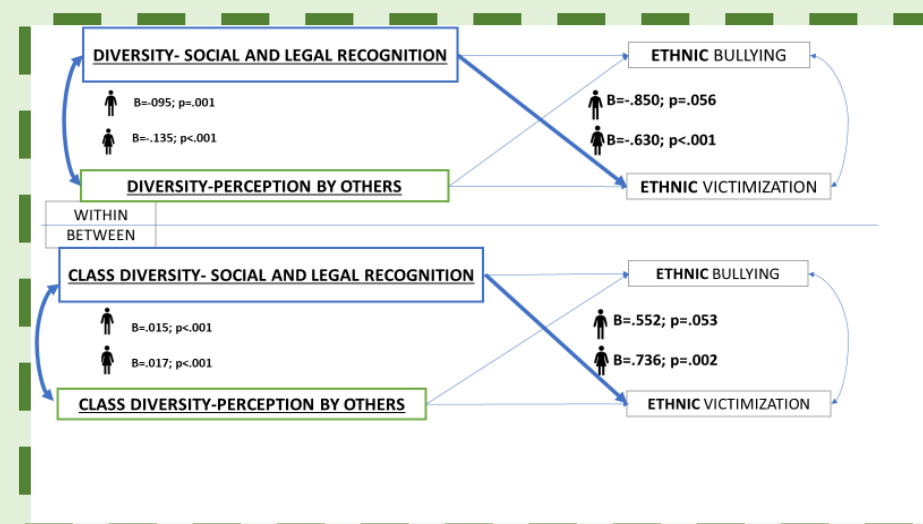 DIVERSITY- SOCIAL AND LEGAL RECOGNITION
ETHNIC BULLYING
B=-095; p=.001
B=-.850; p=.056
B=-.135; p<.001
B=-.630; p<.001
DIVERSITY-PERCEPTION BY OTHERS
ETHNIC VICTIMIZATION
WITHIN
BETWEEN
CLASS DIVERSITY- SOCIAL AND LEGAL RECOGNITION
ETHNIC BULLYING
B=.015; p<.001
B=.552; p=.053
B=.017; p<.001
B=.736; p=.002
CLASS DIVERSITY-PERCEPTION BY OTHERS
ETHNIC VICTIMIZATION